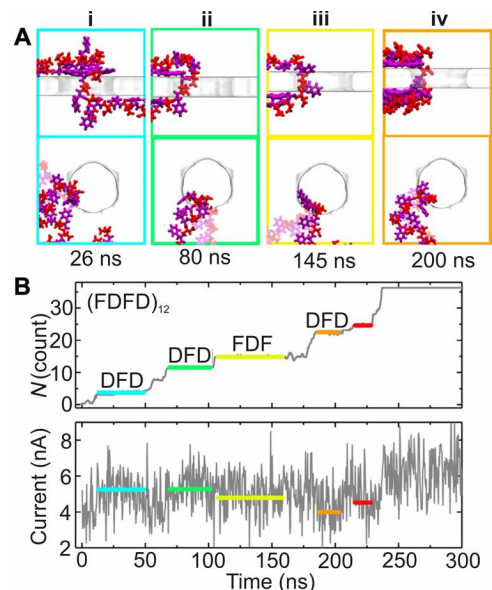 i ii iii iv
A
26 ns 80 ns 145 ns 200 ns
B
(FDFD)12
N (count)
30
20
10
0
DFD DFD FDF DFD
Current (nA)
8
6
4
2
0 50 100 150 200 250 300
Time (ns)